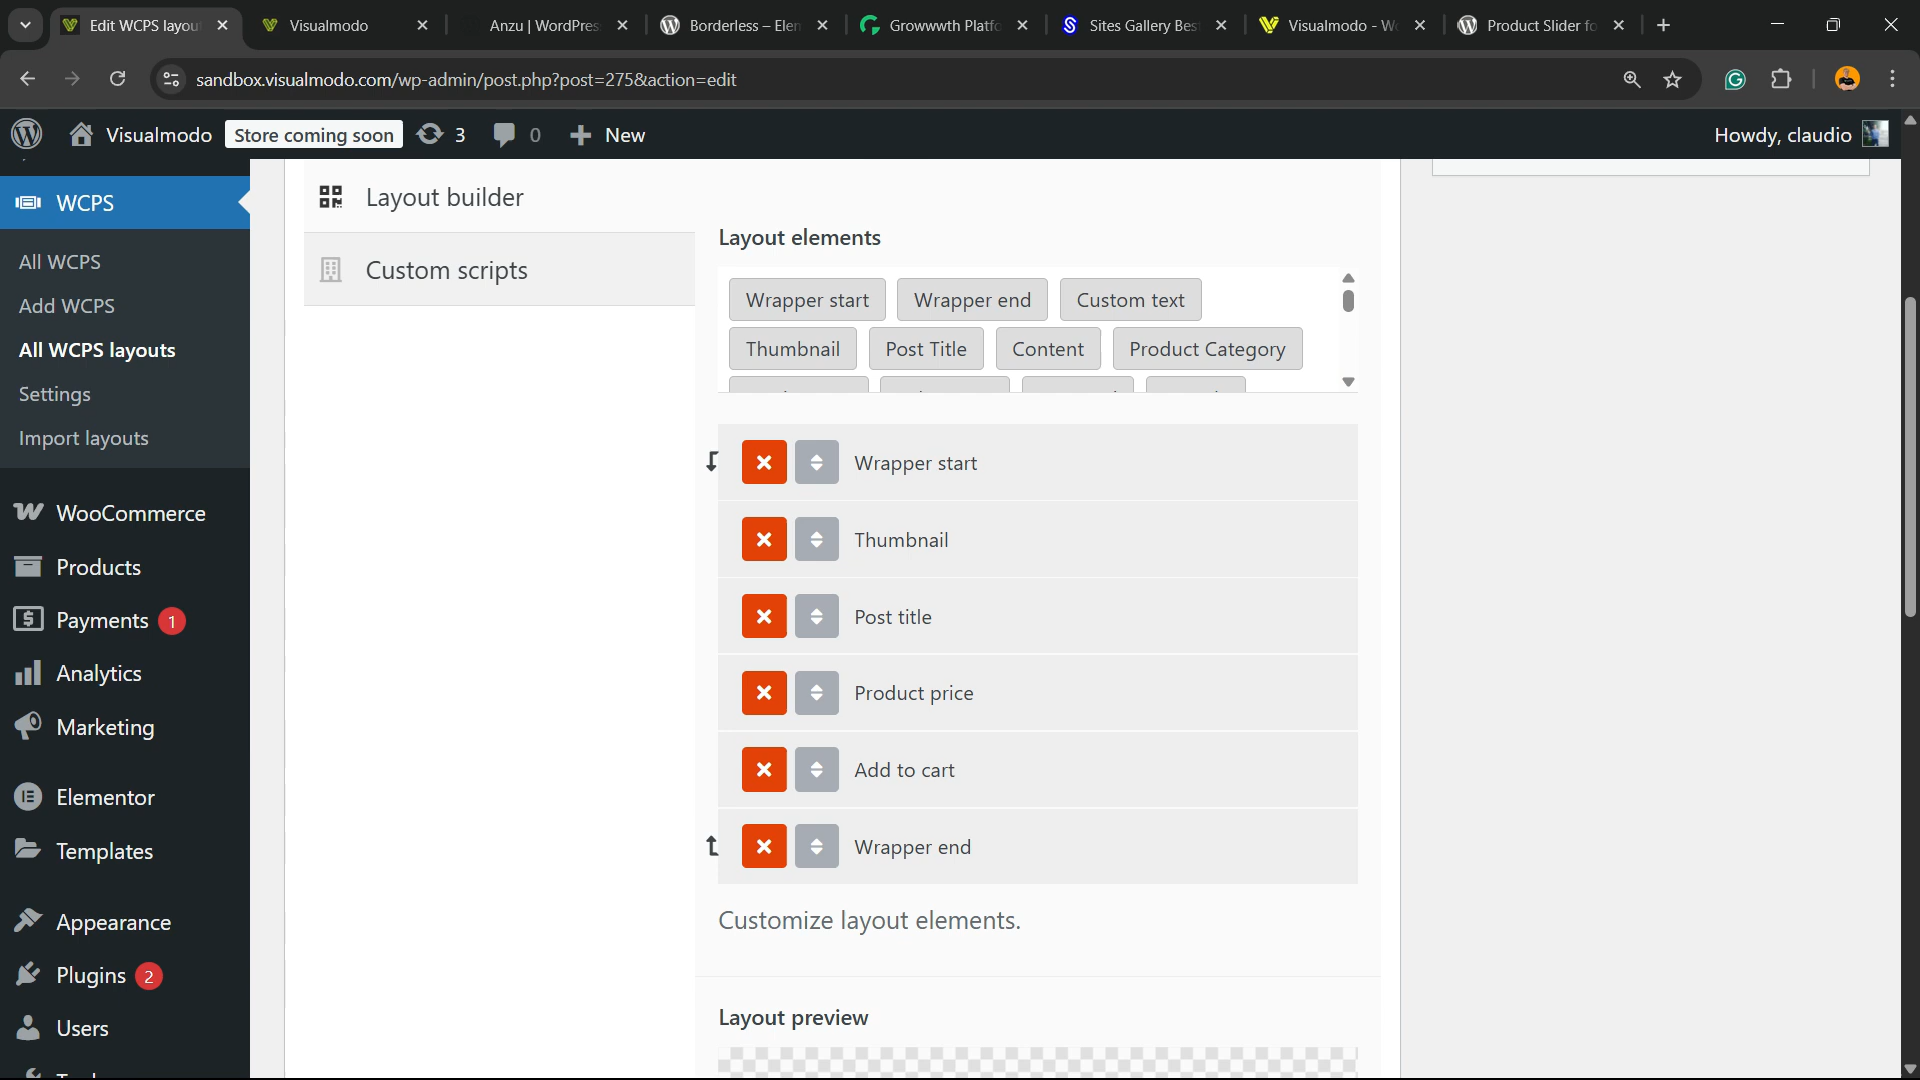 Edit WCPS layou
Visualmodo
Anzu | WordPres
Borderless – Elem
Growwwth Platfo
Sites Gallery Bes
Visualmodo - Wo
Product Slider fo
sandbox.visualmodo.com/wp-admin/post.php?post=275&action=edit
Visualmodo
Store coming soon
3
0
New
Howdy, claudio
WCPS
All WCPS
Add WCPS
All WCPS layouts
Settings
Import layouts
WooCommerce
Products
Payments 1
Analytics
Marketing
Elementor
Templates
Appearance
Plugins 2
Users
Layout builder
Custom scripts
Layout elements
Wrapper start
Wrapper end
Custom text
Thumbnail
Post Title
Content
Product Category
Wrapper start
Thumbnail
Post title
Product price
Add to cart
Wrapper end
Customize layout elements.
Layout preview